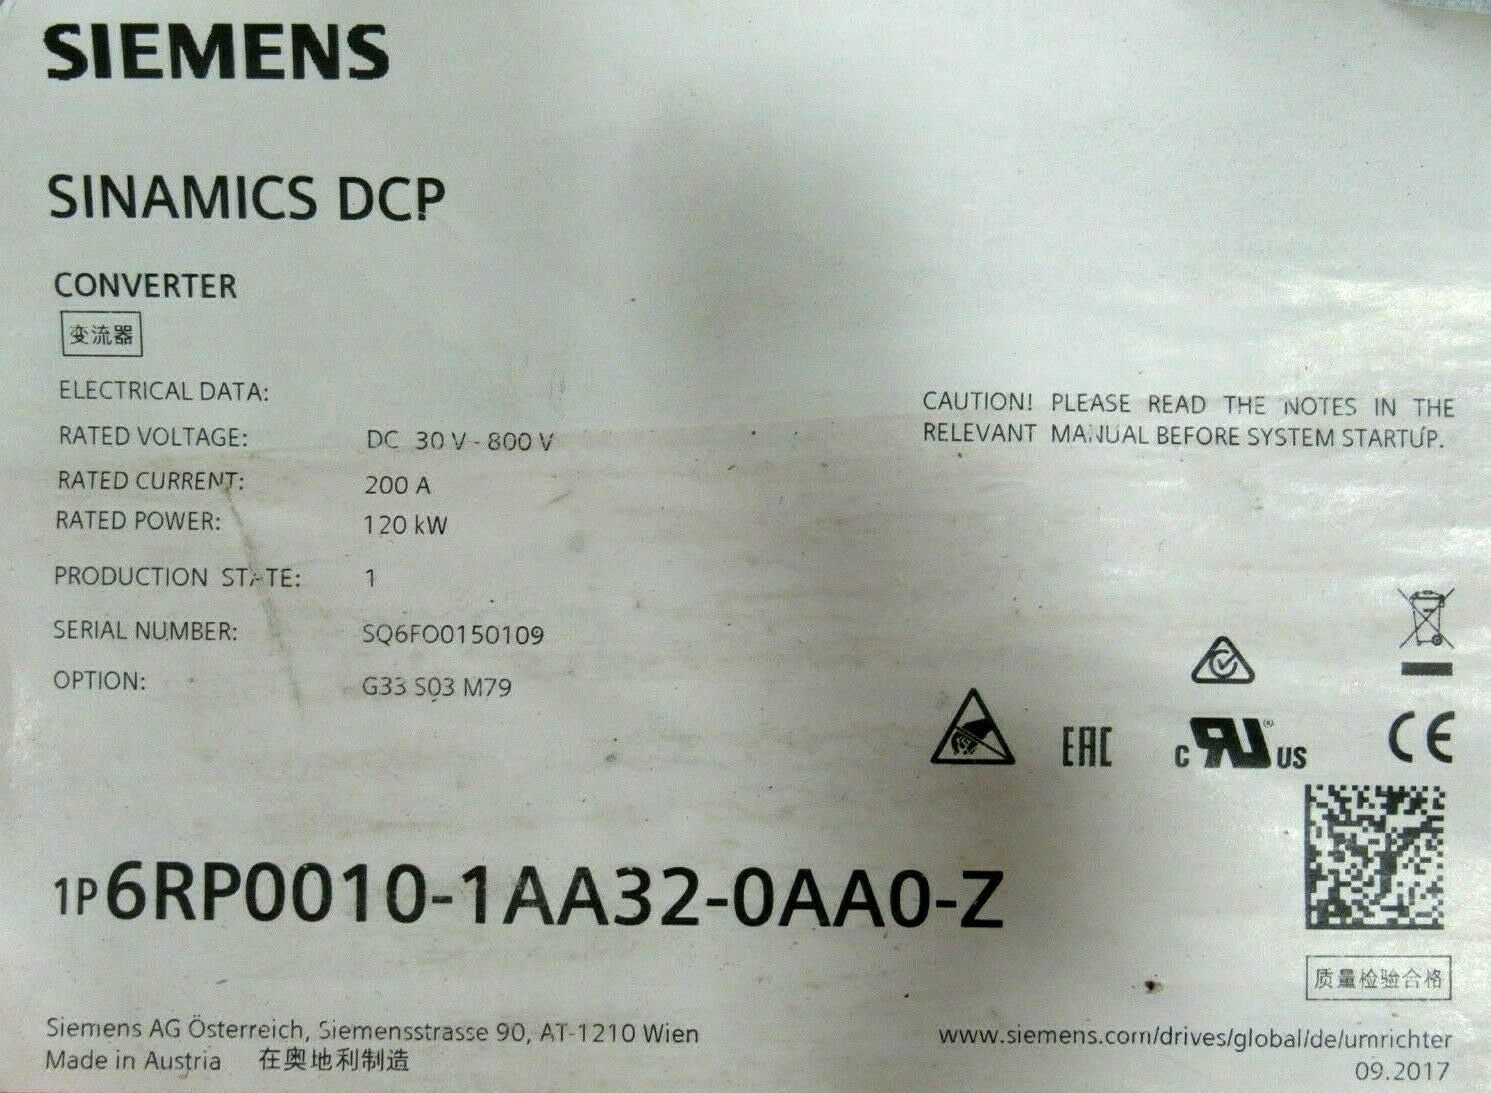 SIEMENS
SINAMICS DCP
CONVERTER
变流器
ELECTRICAL DATA:
RATED VOLTAGE: DC 30 V - 800 V
RATED CURRENT: 200 A
RATED POWER: 120 kW
PRODUCTION STATE: 1
SERIAL NUMBER: SQ6FO0150109
OPTION: G33 S03 M79
CAUTION! PLEASE READ THE NOTES IN THE
RELEVANT MANUAL BEFORE SYSTEM STARTUP.
EAC
c RU ® US
CE
1P 6RP0010-1AA32-0AA0-Z
质量检验合格
Siemens AG Österreich, Siemensstrasse 90, AT-1210 Wien
Made in Austria 在奥地利制造
www.siemens.com/drives/global/de/umrichter
09.2017